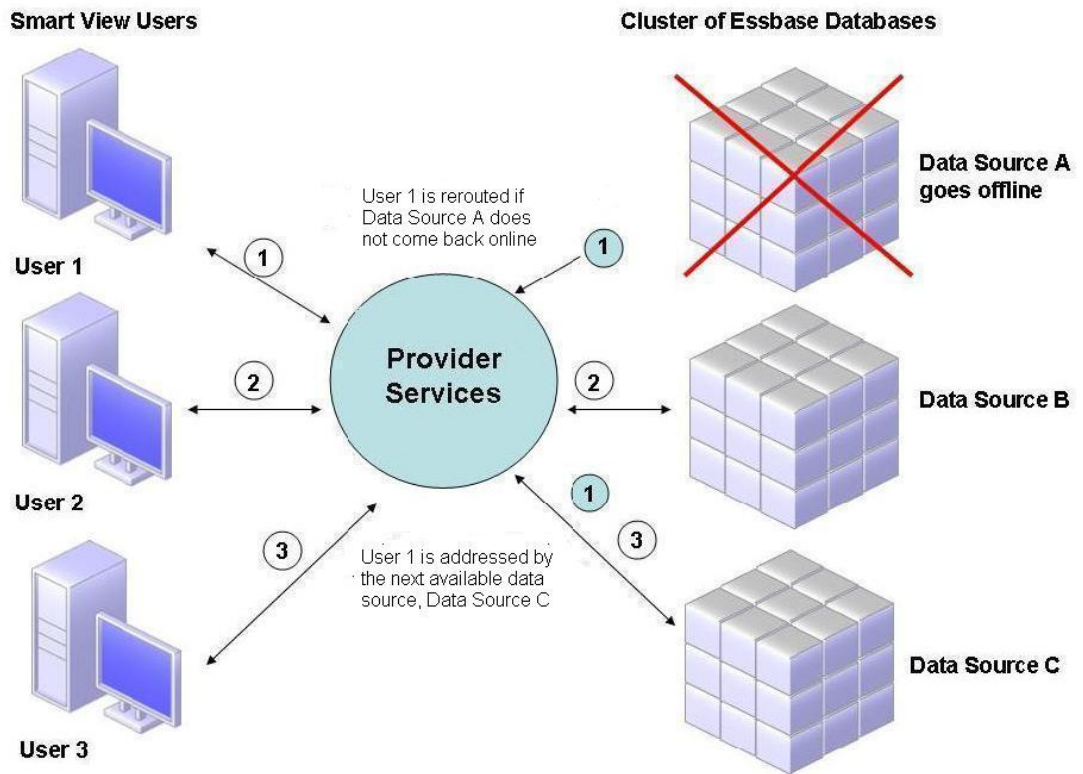 Smart View Users
Cluster of Essbase Databases
Data Source A
goes offline
User 1 is rerouted if
Data Source A does
not come back online
1
1
User 1
Provider
Services
2
2
Data Source B
User 2
1
3
3
User 1 is addressed by
the next available data
source, Data Source C
Data Source C
User 3